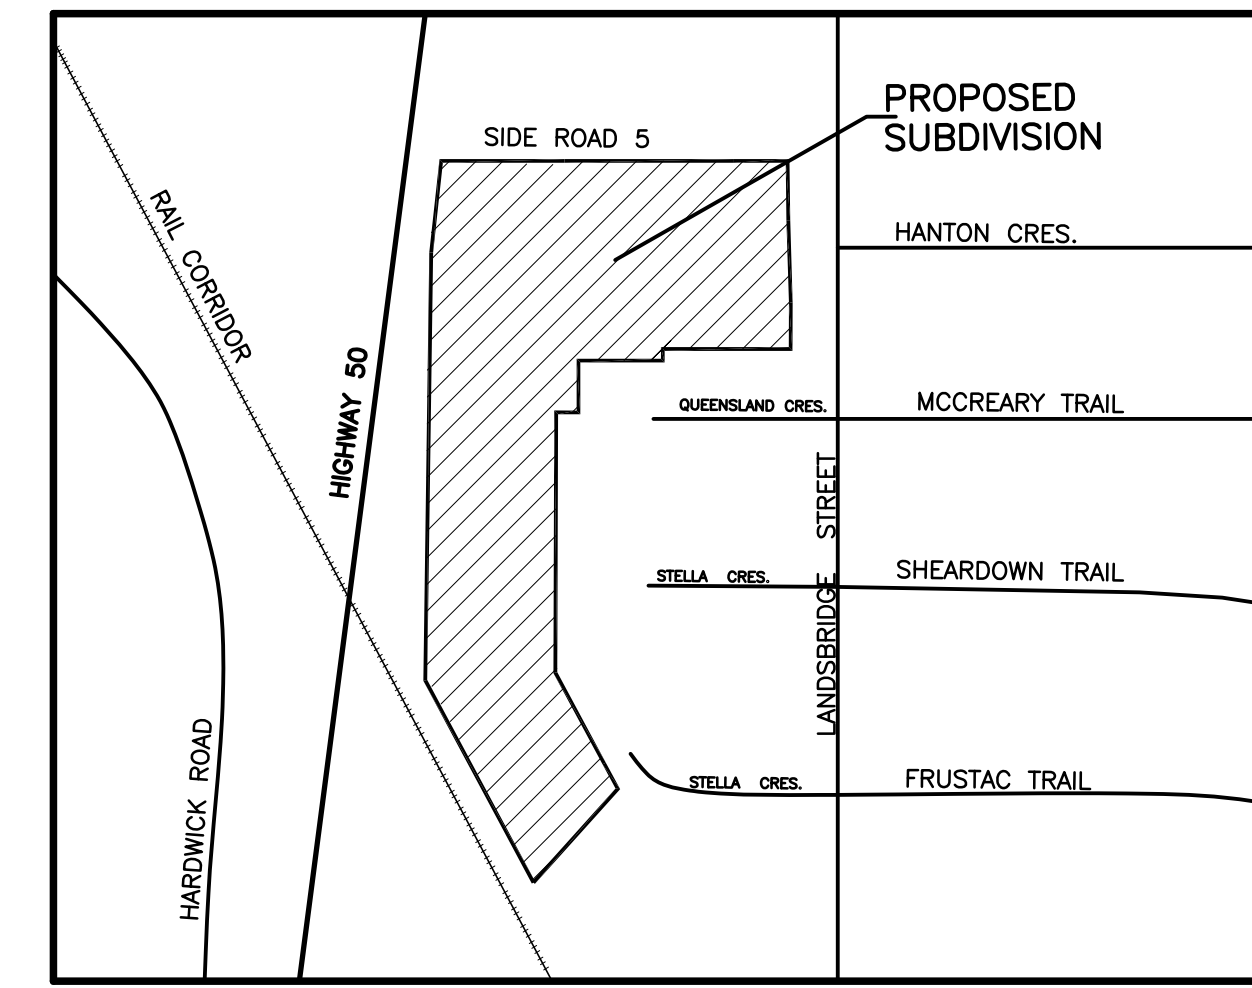 PROPOSED
SUBDIVISION
SIDE ROAD 5
HANTON CRES.
RAIL CORRIDOR
HIGHWAY 50
QUEENSLAND CRES.
MCCREARY TRAIL
LANDSBRIDGE STREET
STELLA CRES.
SHEARDOWN TRAIL
HARDWICK ROAD
STELLA CRES.
FRUSTAC TRAIL